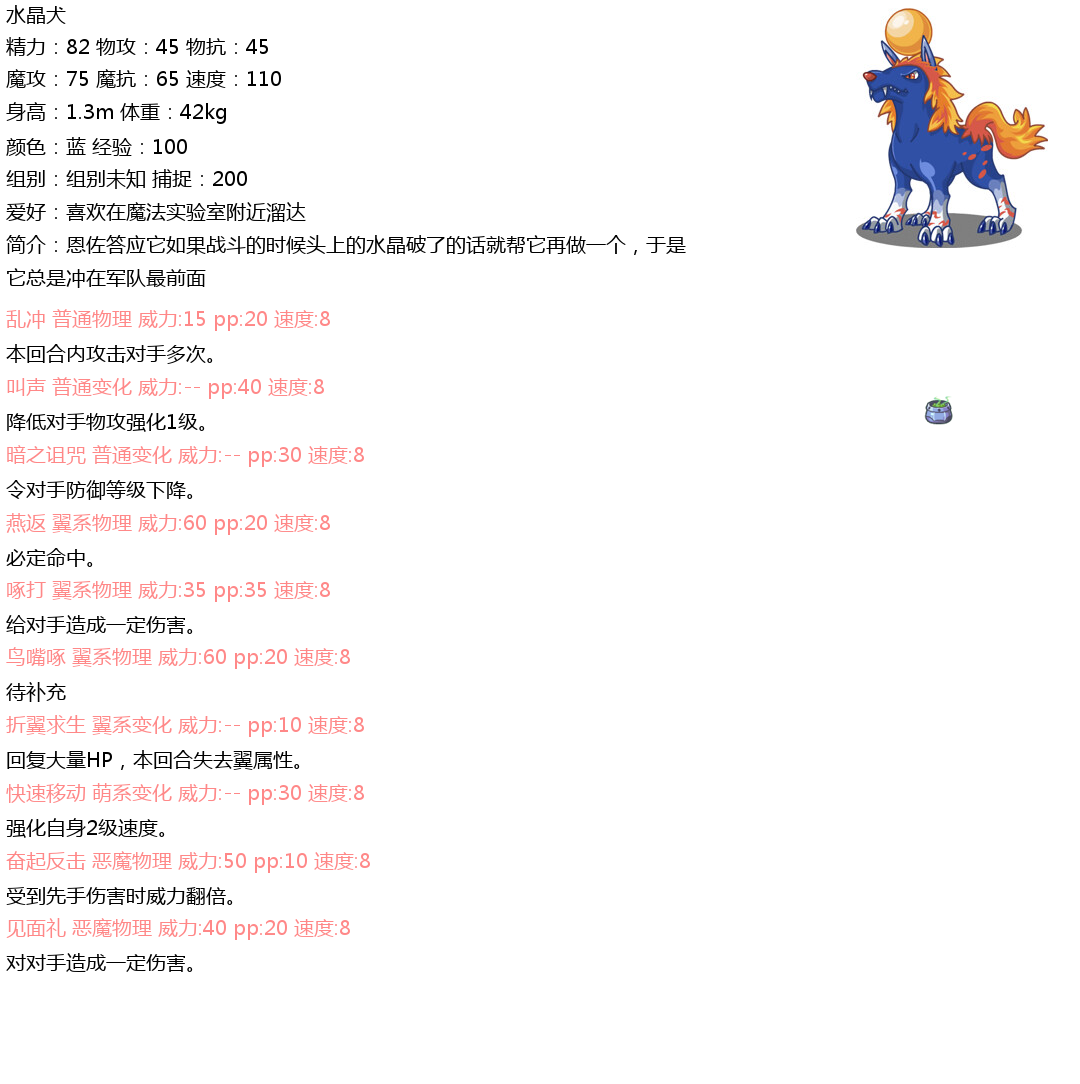 水晶犬
精力：82 物攻：45 物抗：45
魔攻：75 魔抗：65 速度：110
身高：1.3m 体重：42kg
颜色：蓝 经验：100
组别：组别未知 捕捉：200
爱好：喜欢在魔法实验室附近溜达
简介：恩佐答应它如果战斗的时候头上的水晶破了的话就帮它再做一个，于是
它总是冲在军队最前面
乱冲 普通物理 威力:15 pp:20 速度:8
本回合内攻击对手多次。
叫声 普通变化 威力:-- pp:40 速度:8
降低对手物攻强化1级。
暗之诅咒 普通变化 威力:-- pp:30 速度:8
令对手防御等级下降。
燕返 翼系物理 威力:60 pp:20 速度:8
必定命中。
啄打 翼系物理 威力:35 pp:35 速度:8
给对手造成一定伤害。
鸟嘴啄 翼系物理 威力:60 pp:20 速度:8
待补充
折翼求生 翼系变化 威力:-- pp:10 速度:8
回复大量HP，本回合失去翼属性。
快速移动 萌系变化 威力:-- pp:30 速度:8
强化自身2级速度。
奋起反击 恶魔物理 威力:50 pp:10 速度:8
受到先手伤害时威力翻倍。
见面礼 恶魔物理 威力:40 pp:20 速度:8
对对手造成一定伤害。